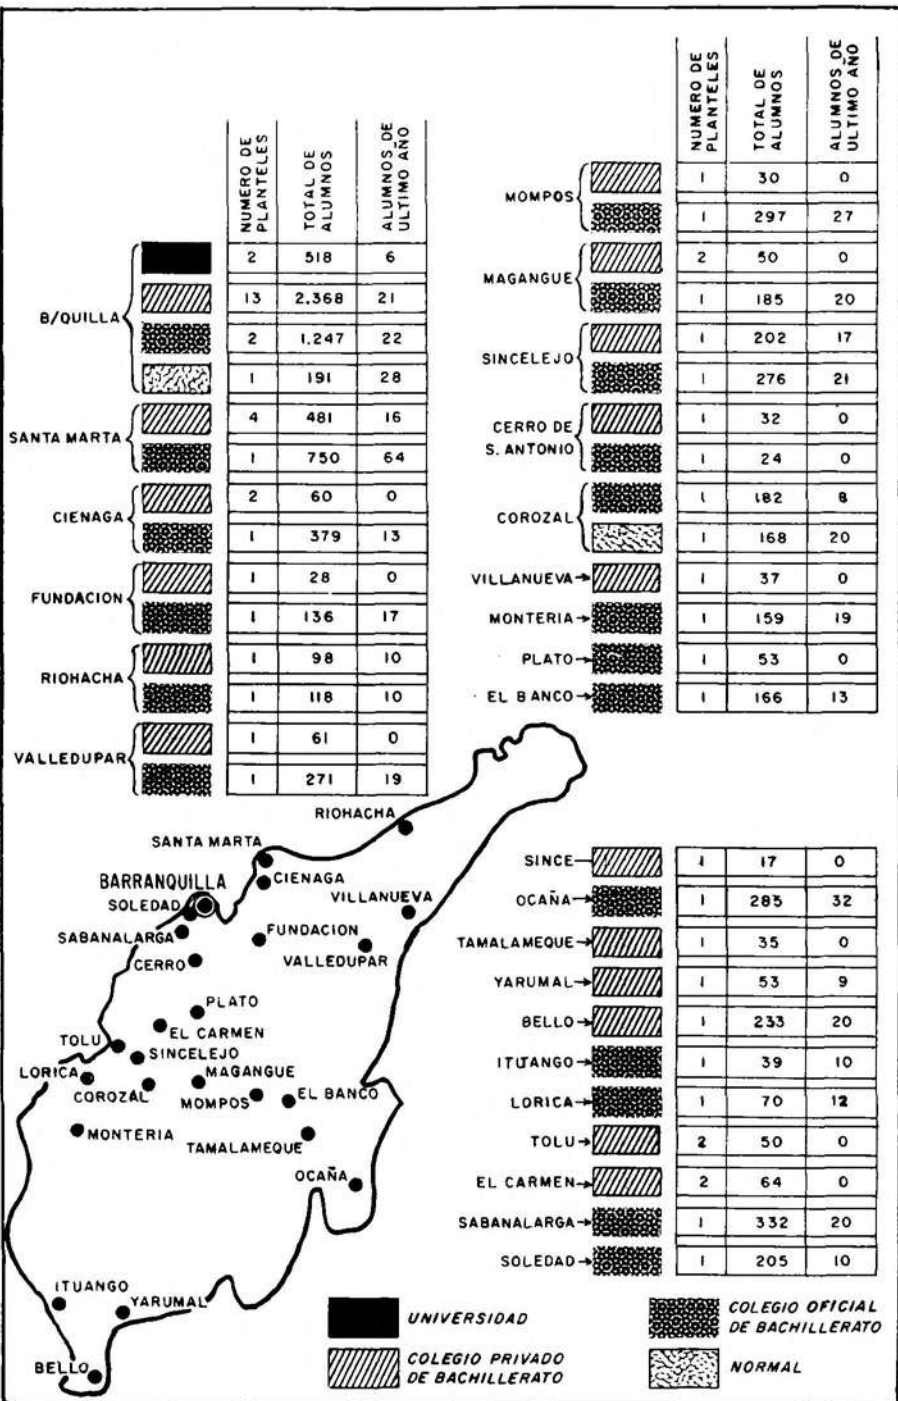 NUMERO DE PLANTELES
TOTAL DE ALUMNOS
ALUMNOS DE ULTIMO AÑO
B/QUILLA
2 518 6
13 2.368 21
2 1.247 22
1 191 28
SANTA MARTA
4 481 16
1 750 64
CIENAGA
2 60 0
1 379 13
FUNDACION
1 28 0
1 136 17
RIOHACHA
1 98 10
1 118 10
VALLEDUPAR
1 61 0
1 271 19
NUMERO DE PLANTELES
TOTAL DE ALUMNOS
ALUMNOS DE ULTIMO AÑO
MOMPOS
1 30 0
1 297 27
MAGANGUE
2 50 0
1 185 20
SINCELEJO
1 202 17
1 276 21
CERRO DE
S. ANTONIO
1 32 0
1 24 0
COROZAL
1 182 8
1 168 20
VILLANUEVA 1 37 0
MONTERIA 1 159 19
PLATO 1 53 0
EL BANCO 1 166 13
RIOHACHA
SANTA MARTA
CIENAGA
BARRANQUILLA
SOLEDAD
VILLANUEVA
SABANALARGA
FUNDACION
VALLEDUPAR
CERRO
PLATO
EL CARMEN
TOLU
SINCELEJO
LORICA
MAGANGUE
COROZAL
MOMPOS
EL BANCO
MONTERIA
TAMALAMEQUE
OCAÑA
ITUANGO
YARUMAL
BELLO
SINCE 1 17 0
OCAÑA 1 285 32
TAMALAMEQUE 1 35 0
YARUMAL 1 53 9
BELLO 1 233 20
ITUANGO 1 39 10
LORICA 1 70 12
TOLU 2 50 0
EL CARMEN 2 64 0
SABANALARGA 1 332 20
SOLEDAD 1 205 10
UNIVERSIDAD
COLEGIO PRIVADO
DE BACHILLERATO
COLEGIO OFICIAL
DE BACHILLERATO
NORMAL